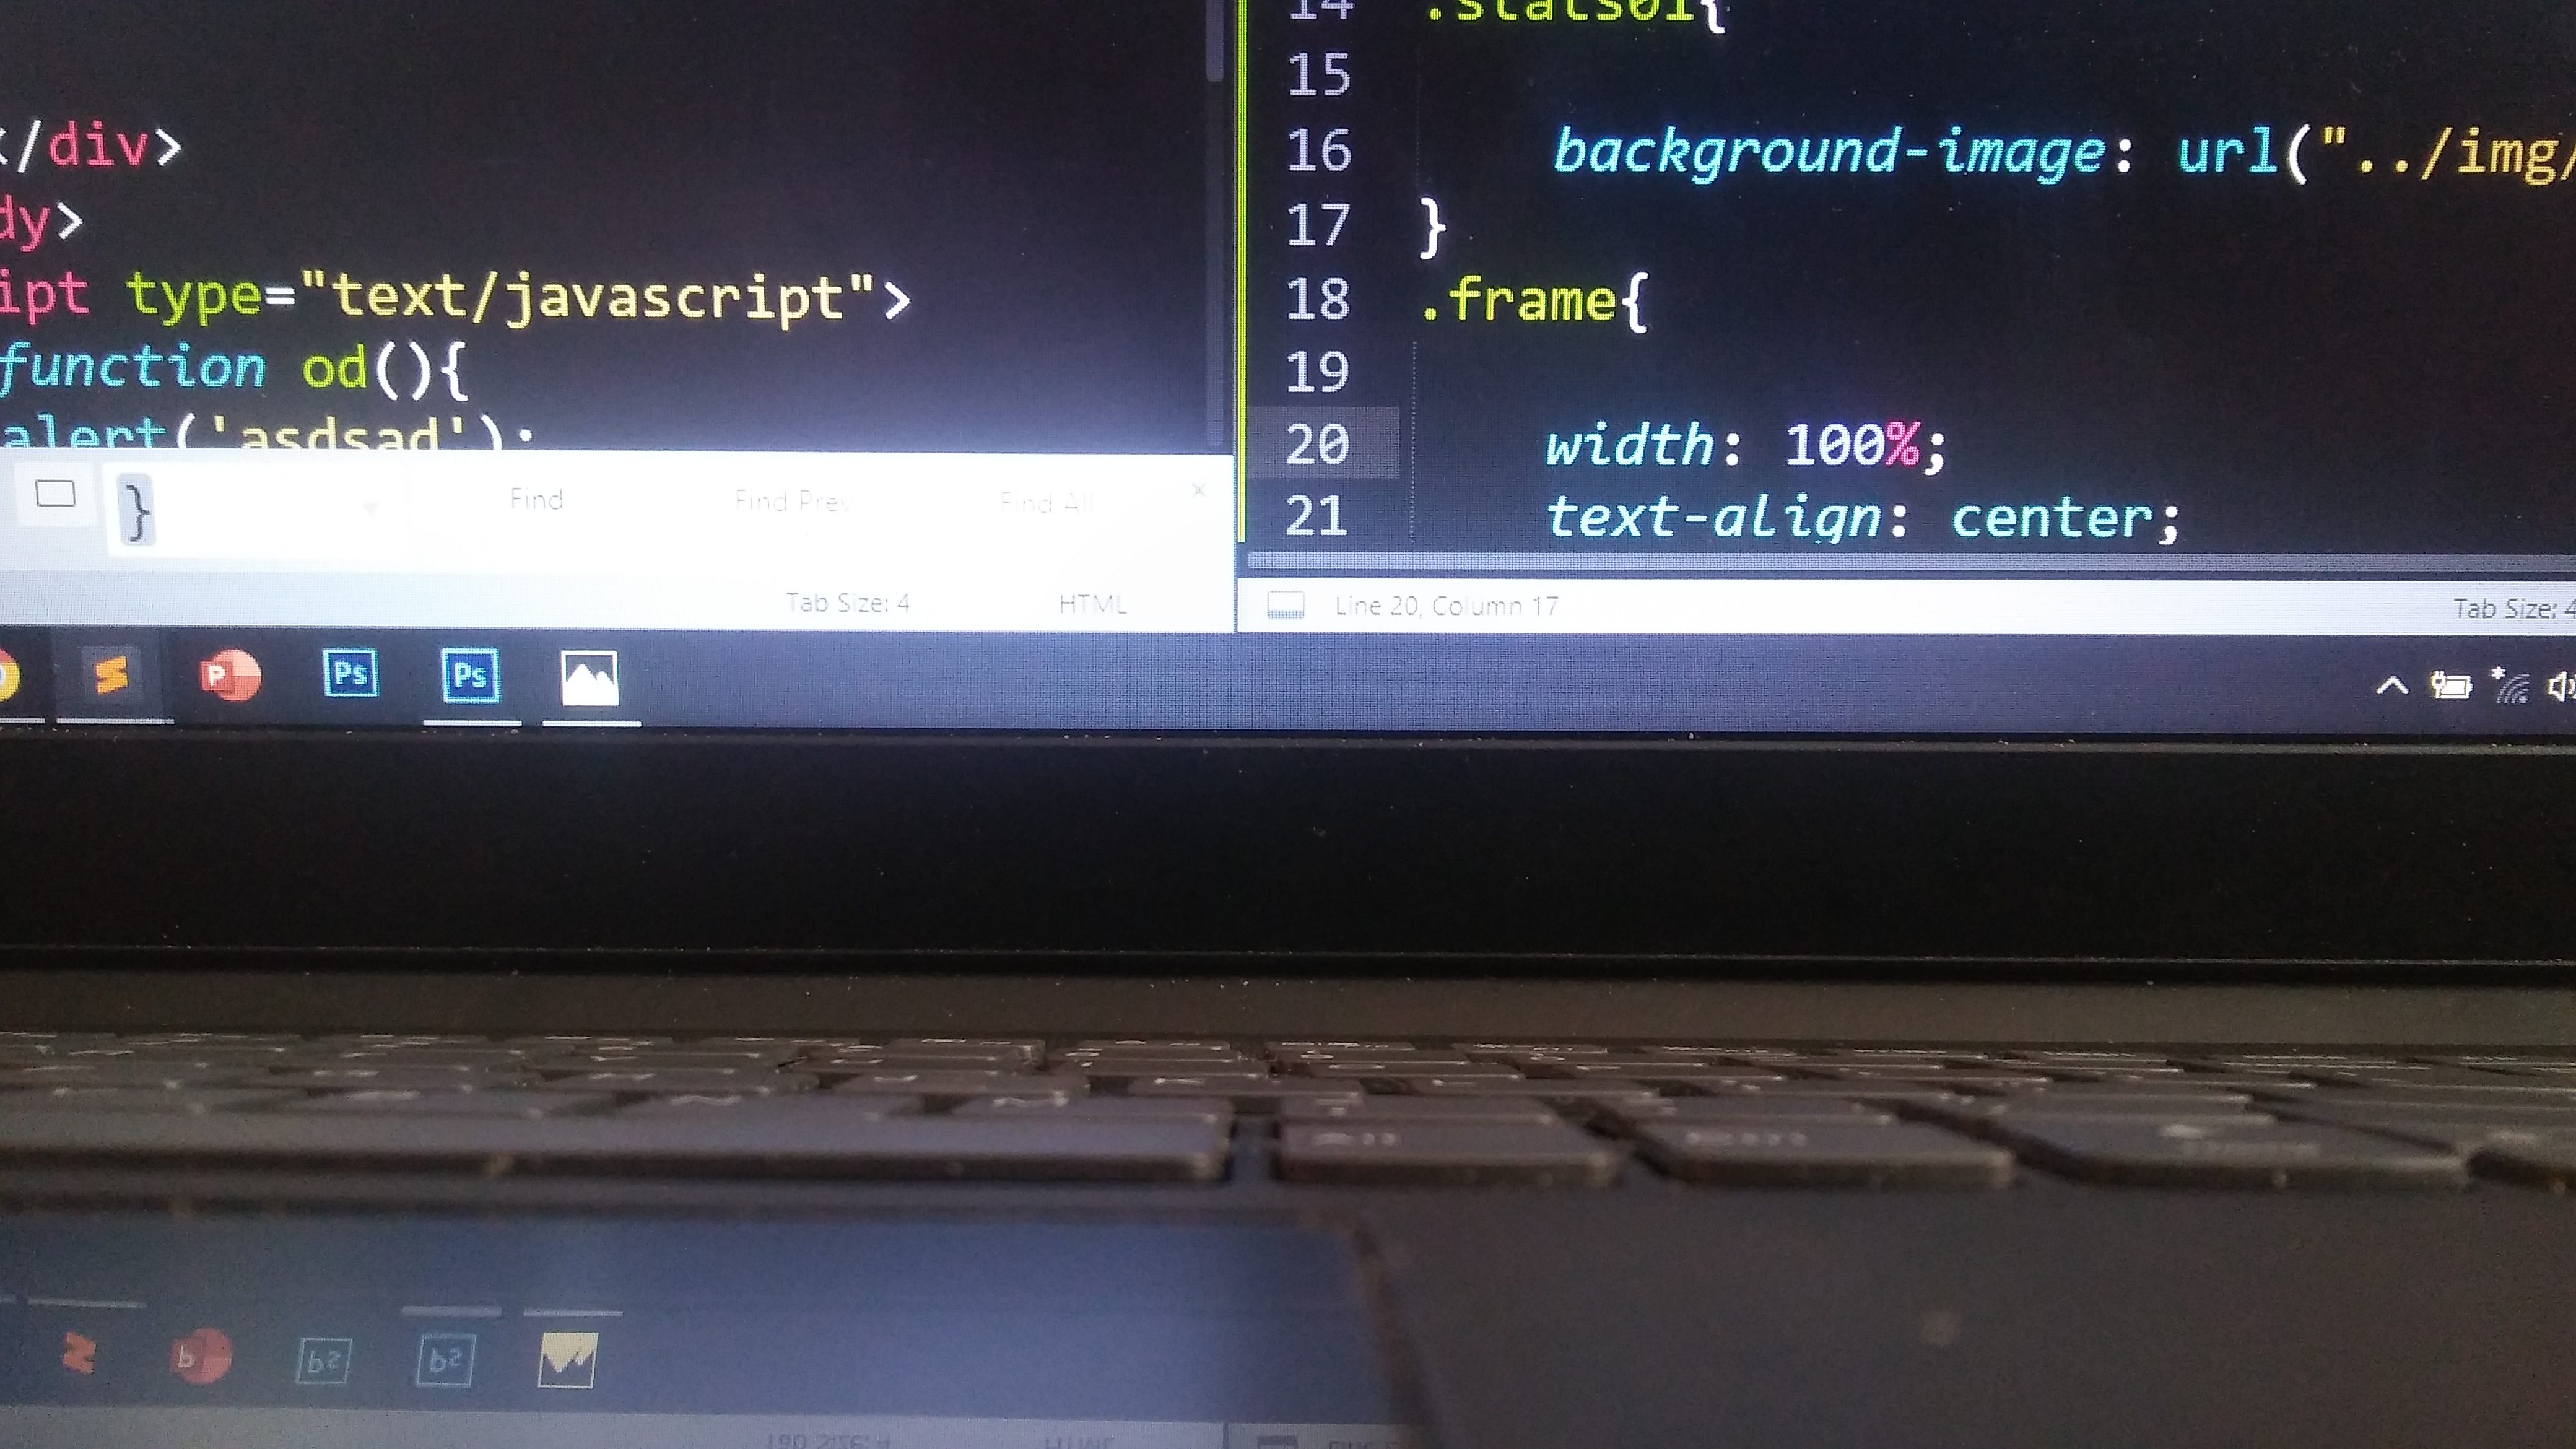 </div>
dy>
ipt type="text/javascript">
function od(){
alert('asdsad');
}
Find
Find Prev
Find All
Tab Size: 4
HTML
14 .stats01{
15
16 background-image: url("../img/
17 }
18 .frame{
19
20 width: 100%;
21 text-align: center;
Line 20, Column 17
Tab Size: 4
P
Ps
Ps